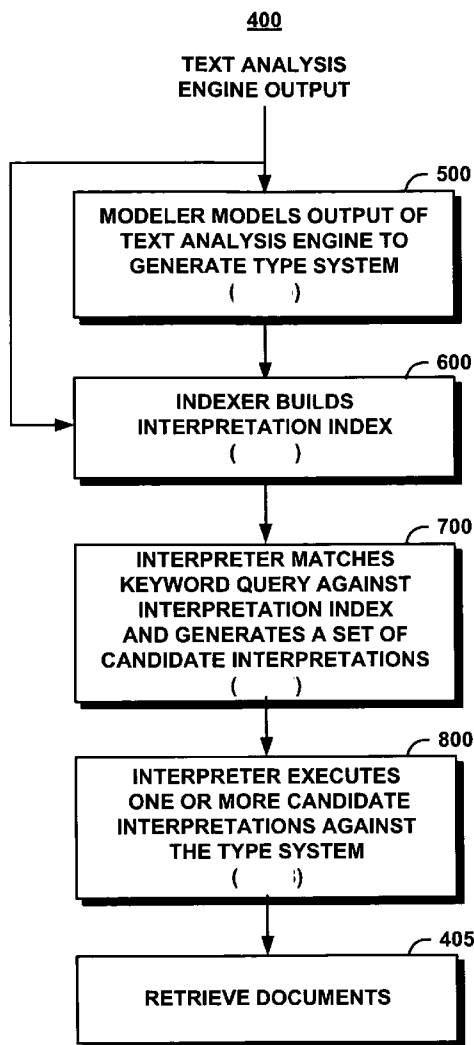 400
TEXT ANALYSIS
ENGINE OUTPUT
500
MODELER MODELS OUTPUT OF
TEXT ANALYSIS ENGINE TO
GENERATE TYPE SYSTEM
( )
600
INDEXER BUILDS
INTERPRETATION INDEX
( )
700
INTERPRETER MATCHES
KEYWORD QUERY AGAINST
INTERPRETATION INDEX
AND GENERATES A SET OF
CANDIDATE INTERPRETATIONS
( )
800
INTERPRETER EXECUTES
ONE OR MORE CANDIDATE
INTERPRETATIONS AGAINST
THE TYPE SYSTEM
( )
405
RETRIEVE DOCUMENTS